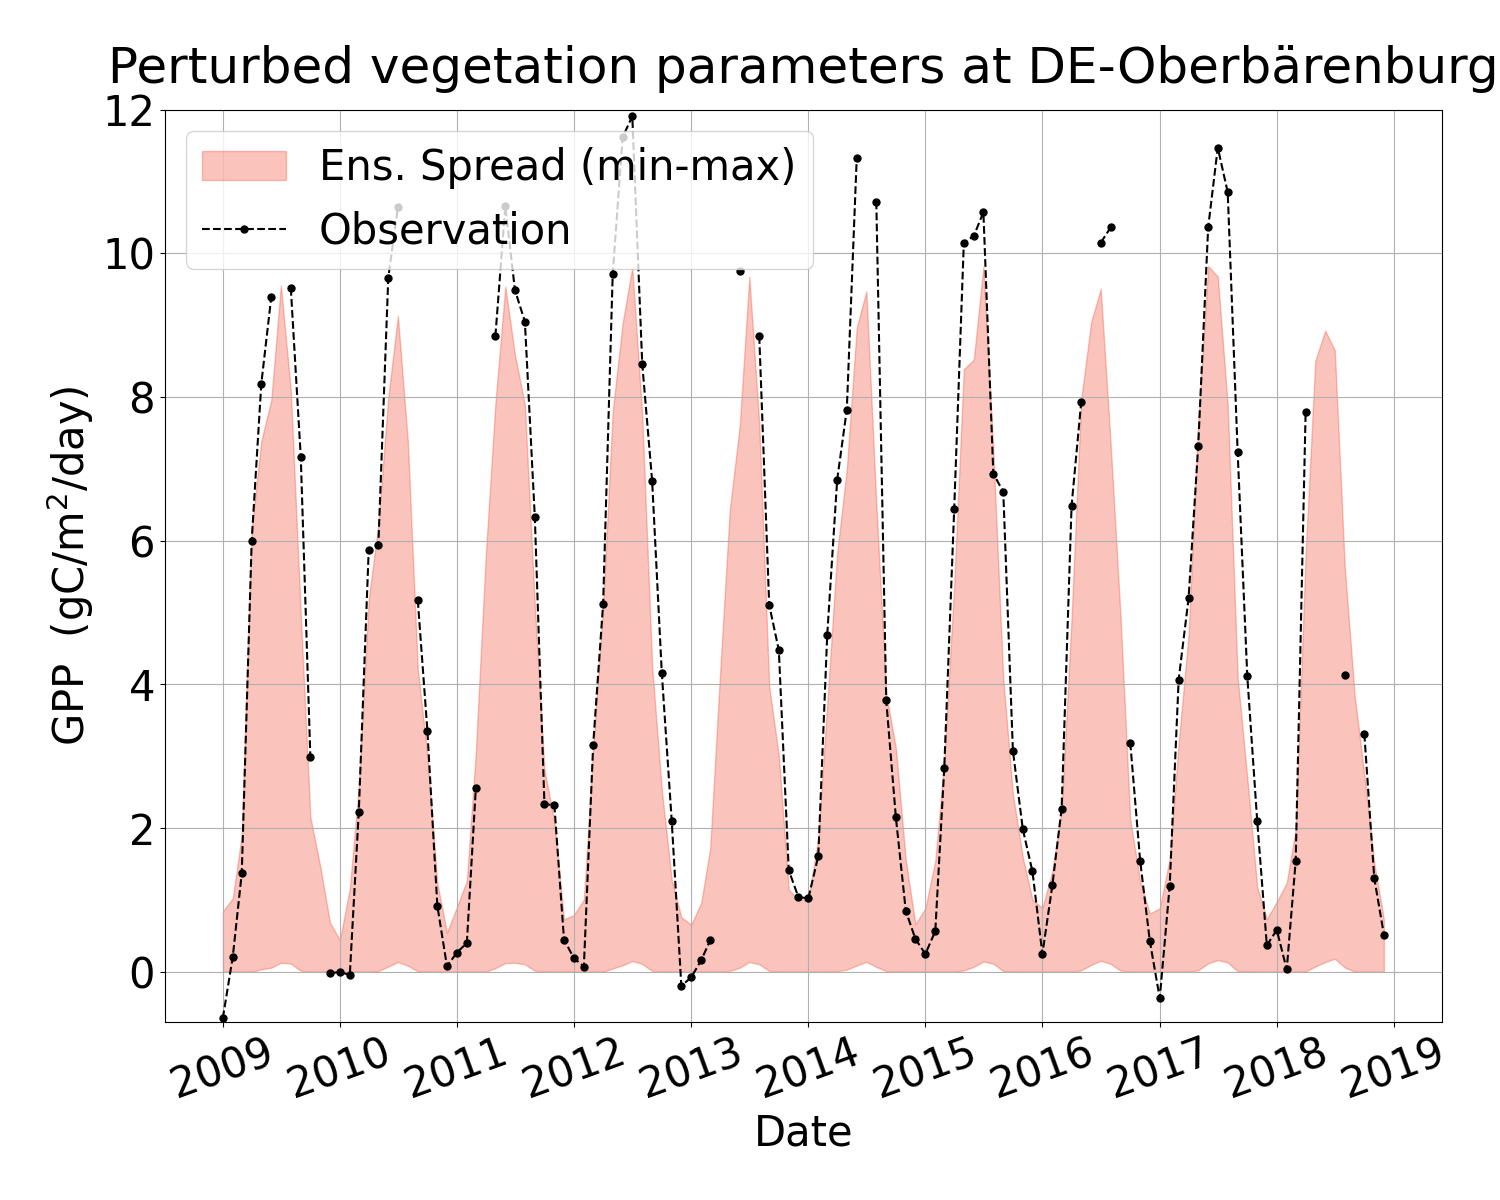 Perturbed vegetation parameters at DE-Oberbärenburg
12
10
8
6
4
2
0
GPP (gC/m²/day)
Ens. Spread (min-max)
Observation
2009 2010 2011 2012 2013 2014 2015 2016 2017 2018 2019
Date